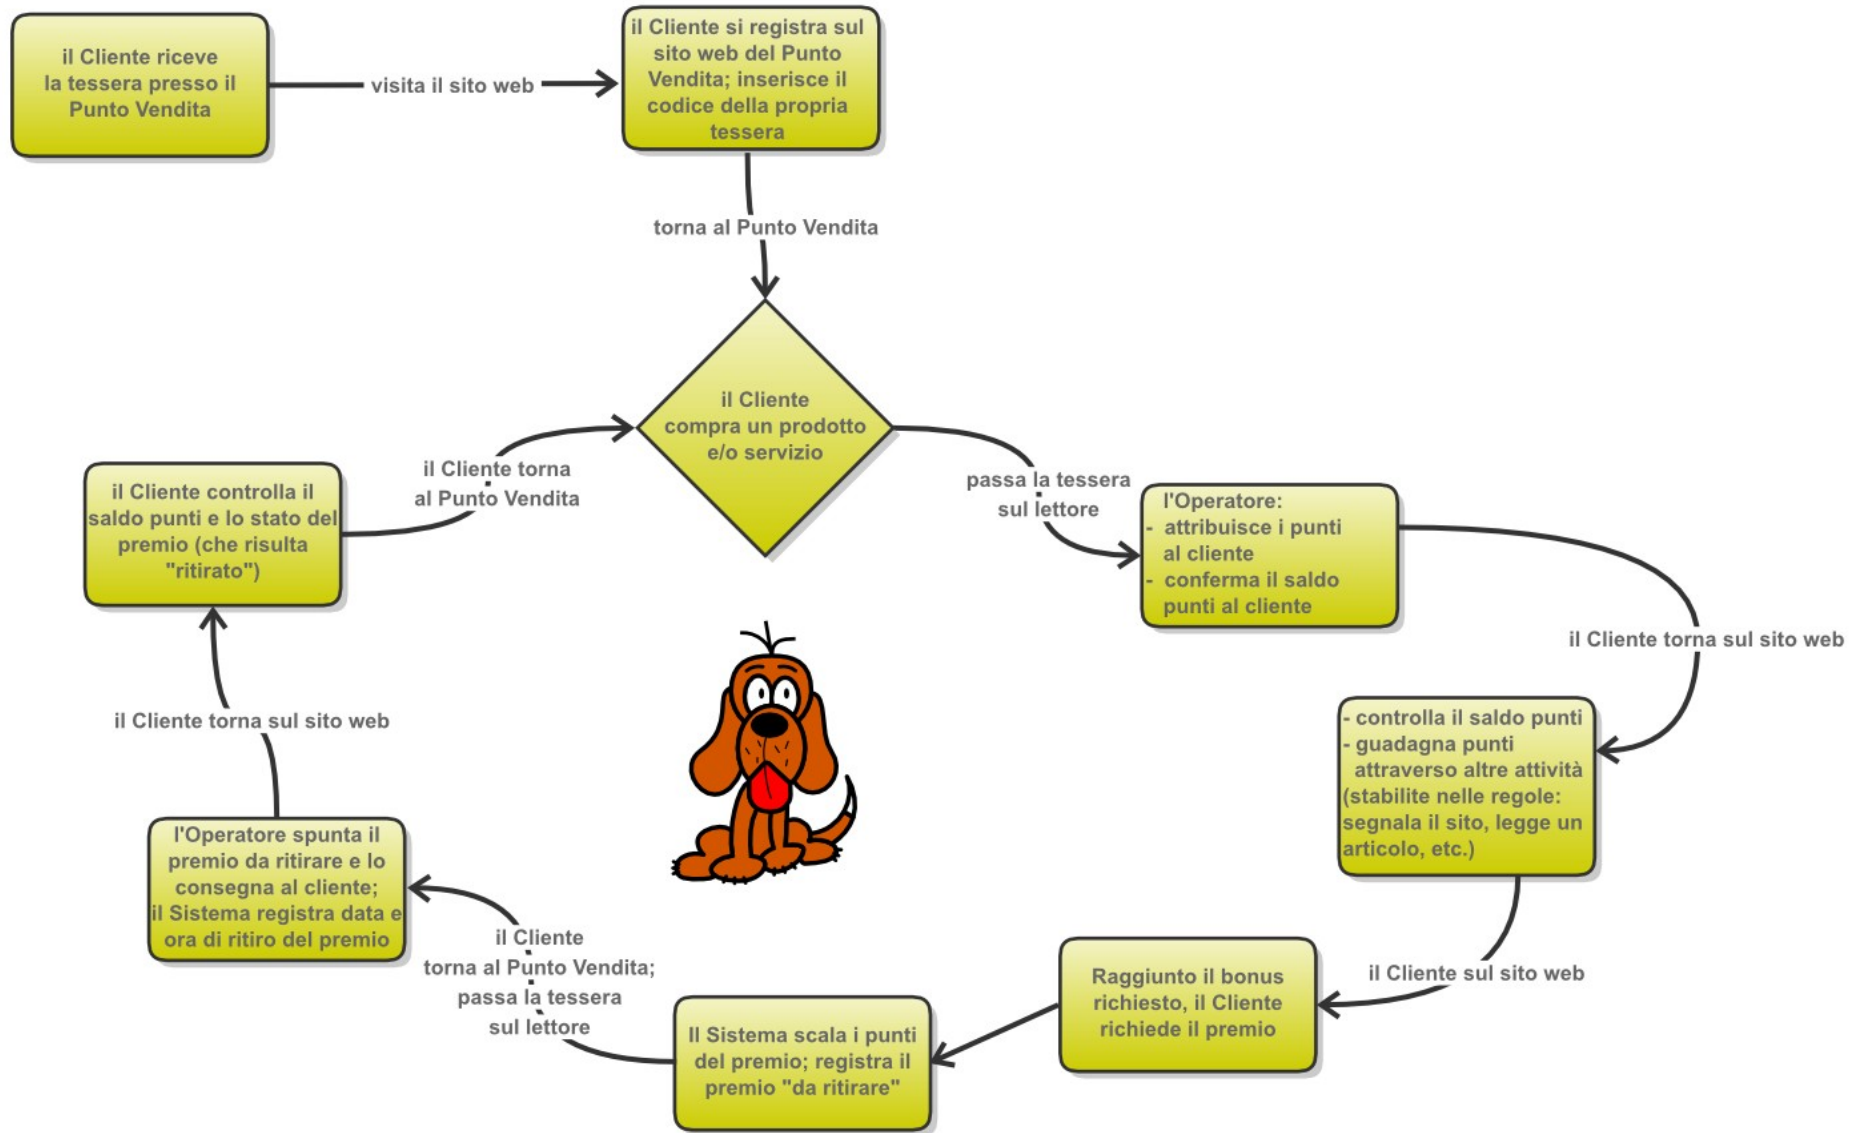 il Cliente riceve
la tessera presso il
Punto Vendita
visita il sito web
il Cliente si registra sul
sito web del Punto
Vendita; inserisce il
codice della propria
tessera
torna al Punto Vendita
il Cliente
compra un prodotto
e/o servizio
passa la tessera
sul lettore
l'Operatore:
- attribuisce i punti
al cliente
- conferma il saldo
punti al cliente
il Cliente torna sul sito web
- controlla il saldo punti
- guadagna punti
attraverso altre attività
(stabilite nelle regole:
segnala il sito, legge un
articolo, etc.)
il Cliente sul sito web
Raggiunto il bonus
richiesto, il Cliente
richiede il premio
Il Sistema scala i punti
del premio; registra il
premio "da ritirare"
il Cliente
torna al Punto Vendita;
passa la tessera
sul lettore
l'Operatore spunta il
premio da ritirare e lo
consegna al cliente;
il Sistema registra data e
ora di ritiro del premio
il Cliente torna sul sito web
il Cliente controlla il
saldo punti e lo stato del
premio (che risulta
"ritirato")
il Cliente torna
al Punto Vendita